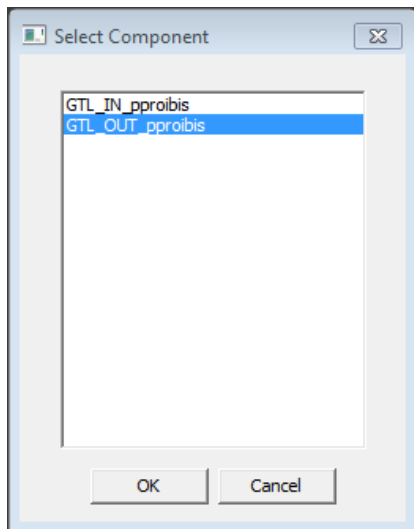 Select Component
GTL_IN_pproibis
GTL_OUT_pproibis
OK
Cancel